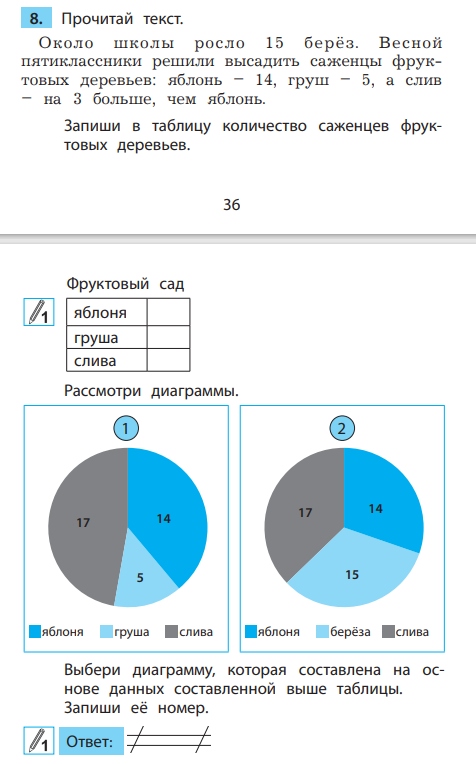 8. Прочитай текст.
Около школы росло 15 берёз. Весной
пятиклассники решили высадить саженцы фрук-
товых деревьев: яблонь − 14, груш − 5, а слив
− на 3 больше, чем яблонь.
Запиши в таблицу количество саженцев фрук-
товых деревьев.
36
Фруктовый сад
1
яблоня
груша
слива
Рассмотри диаграммы.
1
17 14
5
яблоня груша слива
2
17 14
15
яблоня берёза слива
Выбери диаграмму, которая составлена на ос-
нове данных составленной выше таблицы.
Запиши её номер.
1 Ответ: